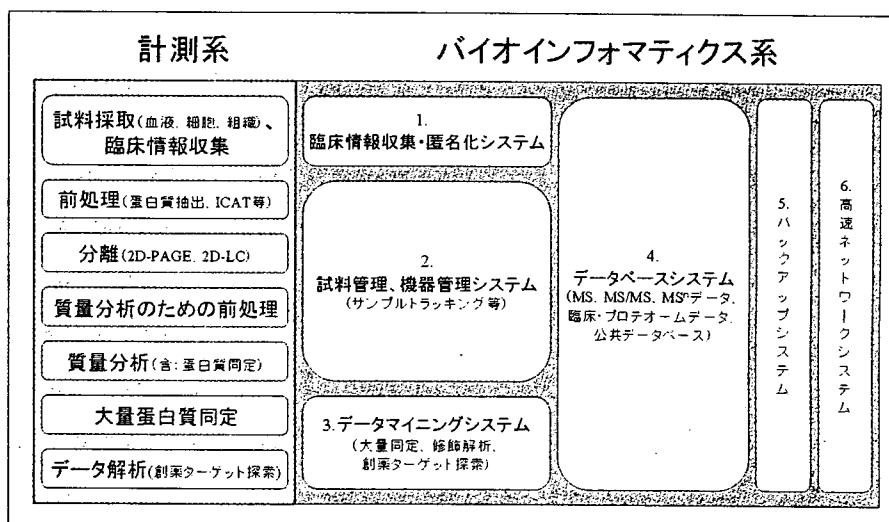 計測系
試料採取(血液、細胞、組織)、
臨床情報収集
前処理(蛋白質抽出、ICAT等)
分離(2D-PAGE、2D-LC)
質量分析のための前処理
質量分析(含:蛋白質同定)
大量蛋白質同定
データ解析(創薬ターゲット探索)
バイオインフォマティクス系
1.
臨床情報収集・匿名化システム
2.
試料管理、機器管理システム
(サンプルトラッキング等)
3.データマイニングシステム
(大量同定、修飾解析、
創薬ターゲット探索)
4.
データベースシステム
(MS、MS/MS、MSⁿデータ、
臨床・プロテオームデータ、
公共データベース)
5.バックアップシステム
6.高速ネットワークシステム